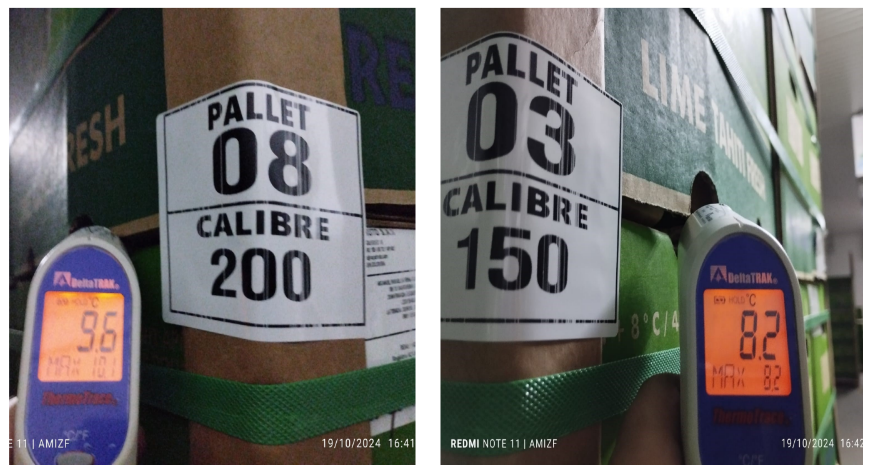 RESH
RE
PALLET
08
CALIBRE
200
DeltaTRAK
HOLD °C
9.6
MAX 10.1
ThermoTrace
°C/°F
E 11 | AMIZF
19/10/2024 16:41
PALLET
03
CALIBRE
150
LIME
TAHITI FRESH
8°C/4
DeltaTRAK
HOLD °C
8.2
MAX 8.2
ThermoTrace
°C/°F
REDMI NOTE 11 | AMIZF
19/10/2024 16:42